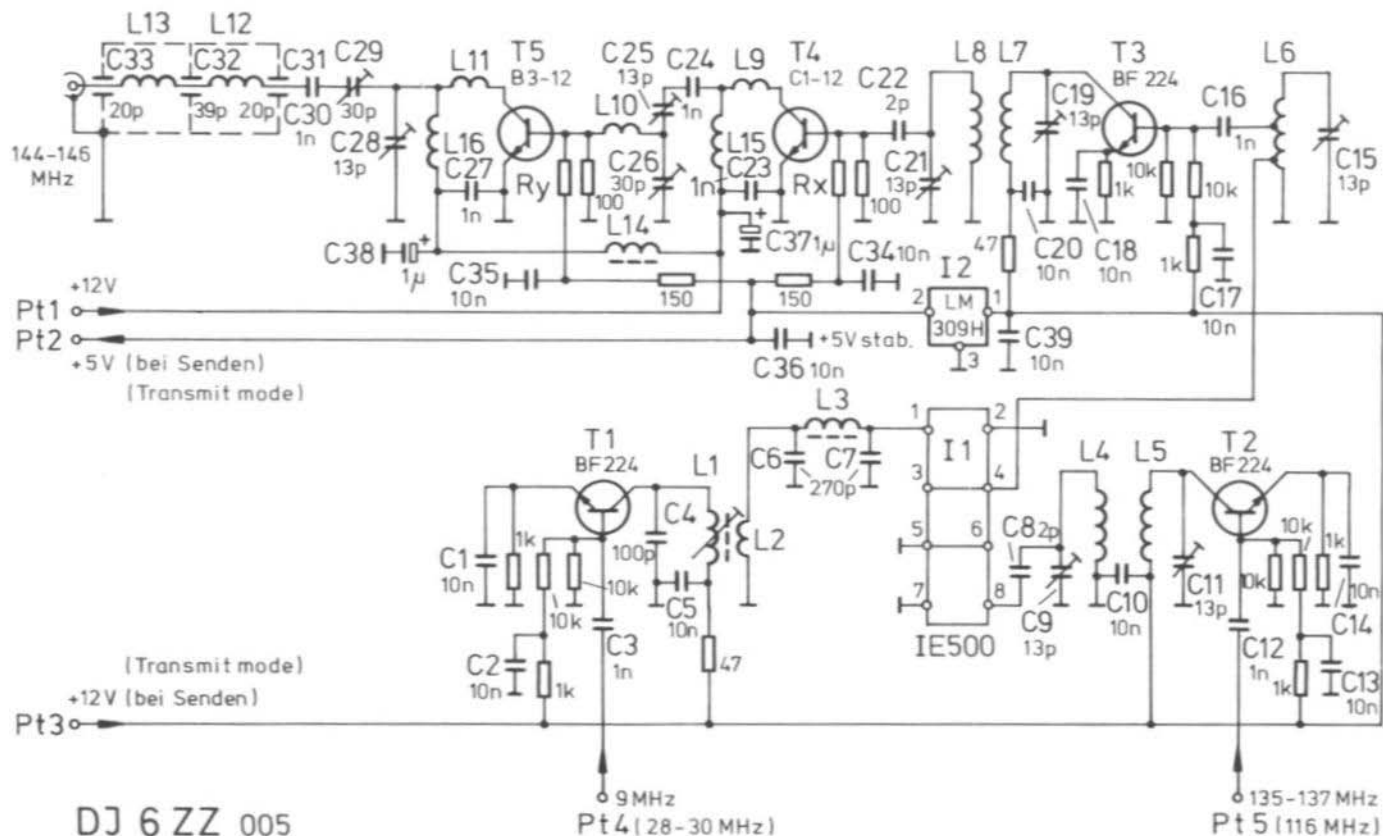 L13 L12
C33 C32 C31 C29
20p 39p 20p C30 30p
1n
144-146
MHz
C28
13p
L11
T5
B3-12
L16
C27
1n
Ry
100
C25
13p
C24
1n
L10
C26
30p
L9
T4
C1-12
L15
C23
1n
Rx
100
C22
2p
C21
13p
L8 L7
C19
13p
T3
BF 224
C16
1n
L6
C15
13p
10k
1k
10k
C38
1µ
+
L14
+
C37 1µ
C34 10n
C35
10n
150
150
47
C20
10n
C18
10n
1k
C17
10n
I2
2 LM 1
309H
3
C39
10n
Pt1 +12V
Pt2
+5V (bei Senden)
(Transmit mode)
C36 10n
+5V stab.
T1
BF224
L1
L2
L3
C6 C7
270p
1 2
I1
3 4
5 6
7 8
IE500
C8 2p
C9
13p
L4 L5
C10
10n
C11
13p
T2
BF224
10k
1k
10k
C14
10n
C12
1n
1k
C13
10n
C1
10n
1k
10k
10k
C4
100p
C5
10n
47
C2
10n
1k
C3
1n
(Transmit mode)
+12V (bei Senden)
Pt3
9 MHz
Pt4 (28-30 MHz)
135-137 MHz
Pt5 (116 MHz)
DJ 6 ZZ 005